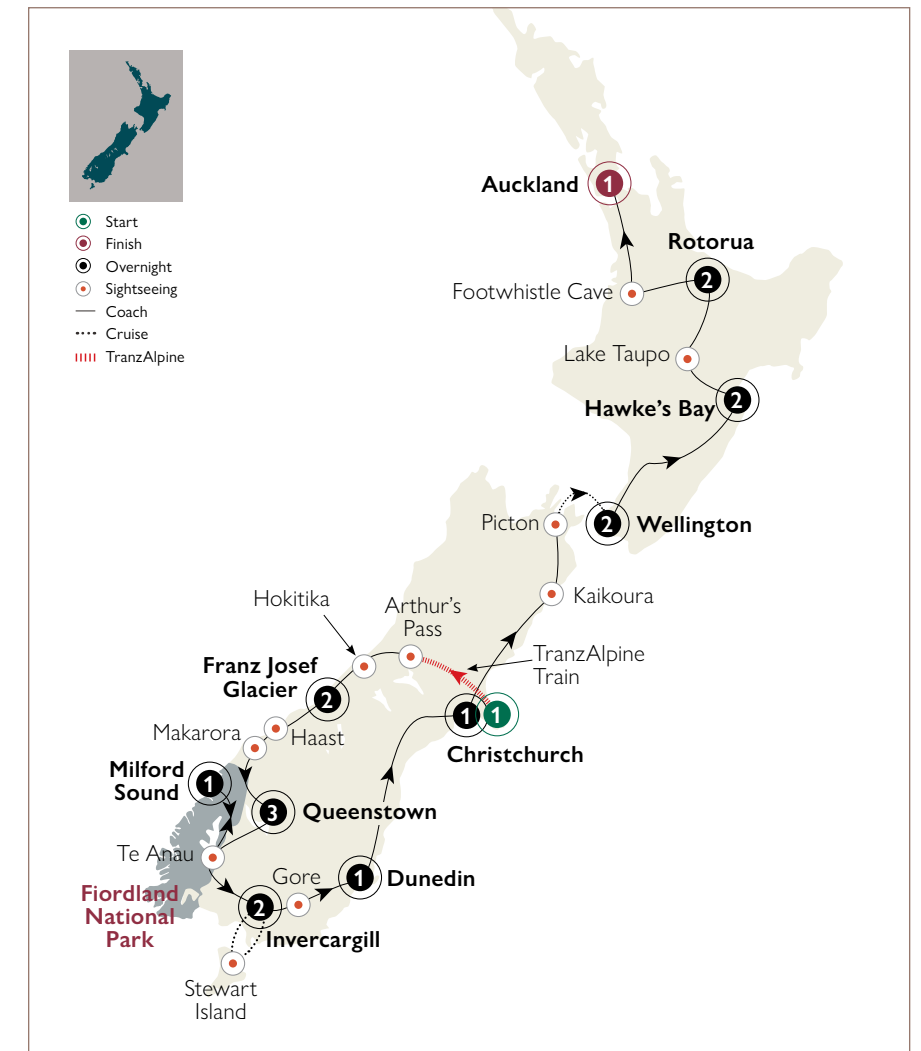 Start
Finish
Overnight
Sightseeing
Coach
Cruise
TranzAlpine
Auckland
1
Rotorua
2
Footwhistle Cave
Lake Taupo
Hawke's Bay
2
Picton
2
Wellington
Kaikoura
Hokitika
Arthur's
Pass
TranzAlpine
Train
Franz Josef
Glacier
2
1
1
Christchurch
Makarora
Haast
Milford
Sound
1
3
Queenstown
Te Anau
Gore
1
Dunedin
Fiordland
National
Park
2
Invercargill
Stewart
Island